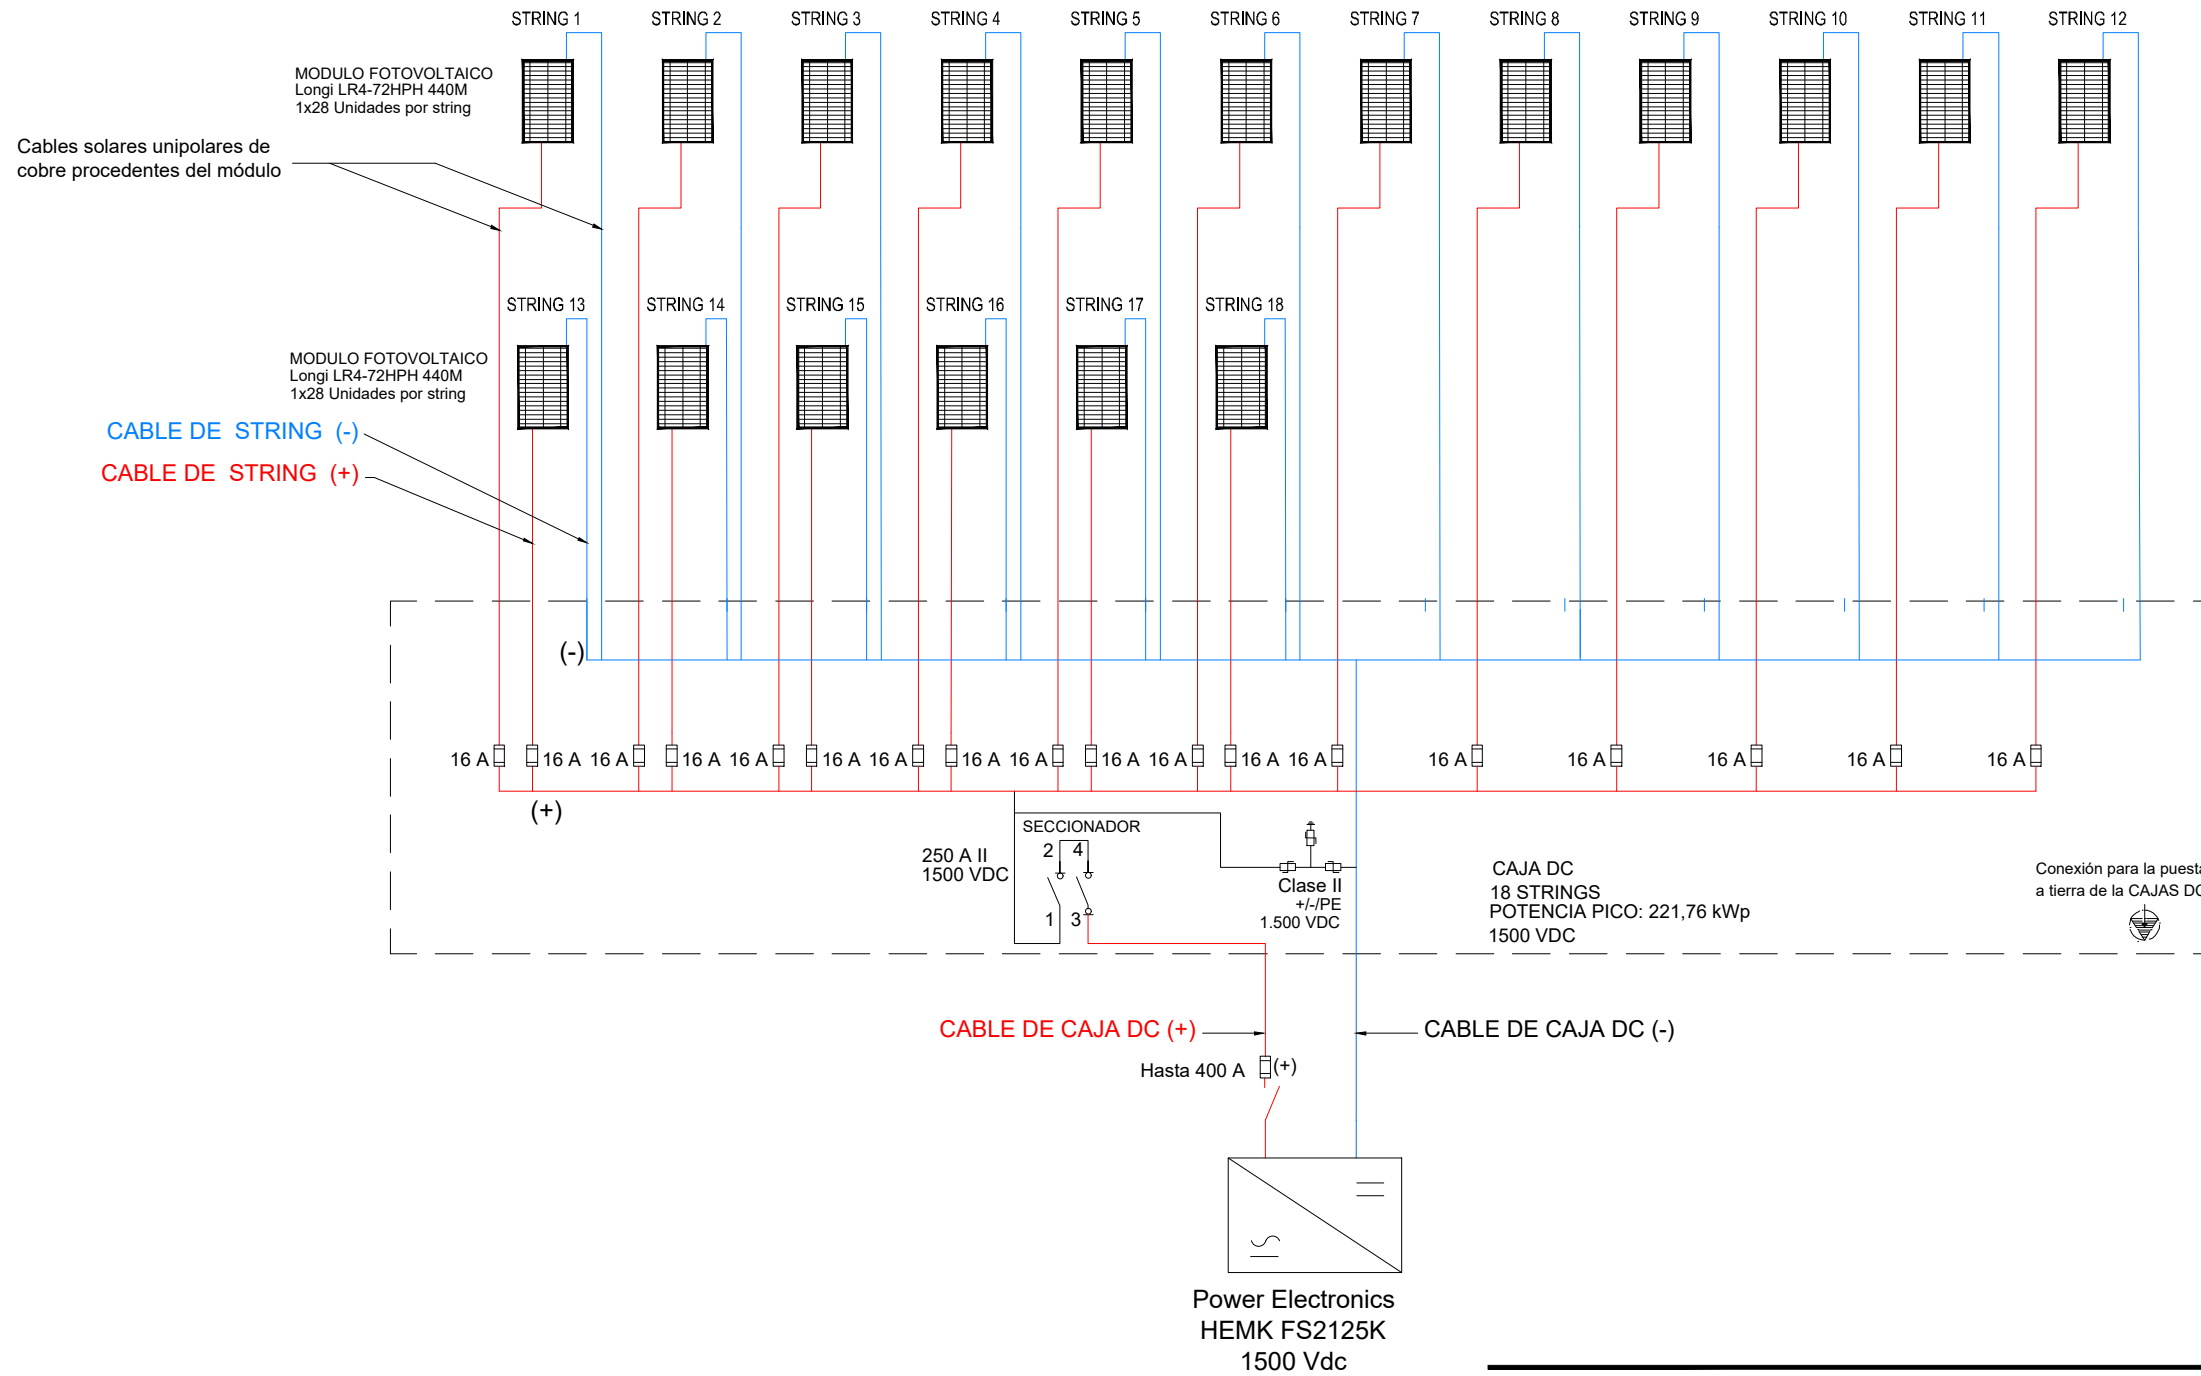 STRING 1 STRING 2 STRING 3 STRING 4 STRING 5 STRING 6 STRING 7 STRING 8 STRING 9 STRING 10 STRING 11 STRING 12
MODULO FOTOVOLTAICO
Longi LR4-72HPH 440M
1x28 Unidades por string
Cables solares unipolares de
cobre procedentes del módulo
STRING 13 STRING 14 STRING 15 STRING 16 STRING 17 STRING 18
MODULO FOTOVOLTAICO
Longi LR4-72HPH 440M
1x28 Unidades por string
CABLE DE STRING (-)
CABLE DE STRING (+)
(-)
16 A 16 A 16 A 16 A 16 A 16 A 16 A 16 A 16 A 16 A 16 A 16 A 16 A 16 A 16 A 16 A 16 A 16 A
(+)
SECCIONADOR
250 A II
1500 VDC
2 4
1 3
Clase II
+/-/PE
1.500 VDC
CAJA DC
18 STRINGS
POTENCIA PICO: 221,76 kWp
1500 VDC
Conexión para la puesta
a tierra de la CAJAS DC
CABLE DE CAJA DC (+)
CABLE DE CAJA DC (-)
Hasta 400 A (+)
Power Electronics
HEMK FS2125K
1500 Vdc